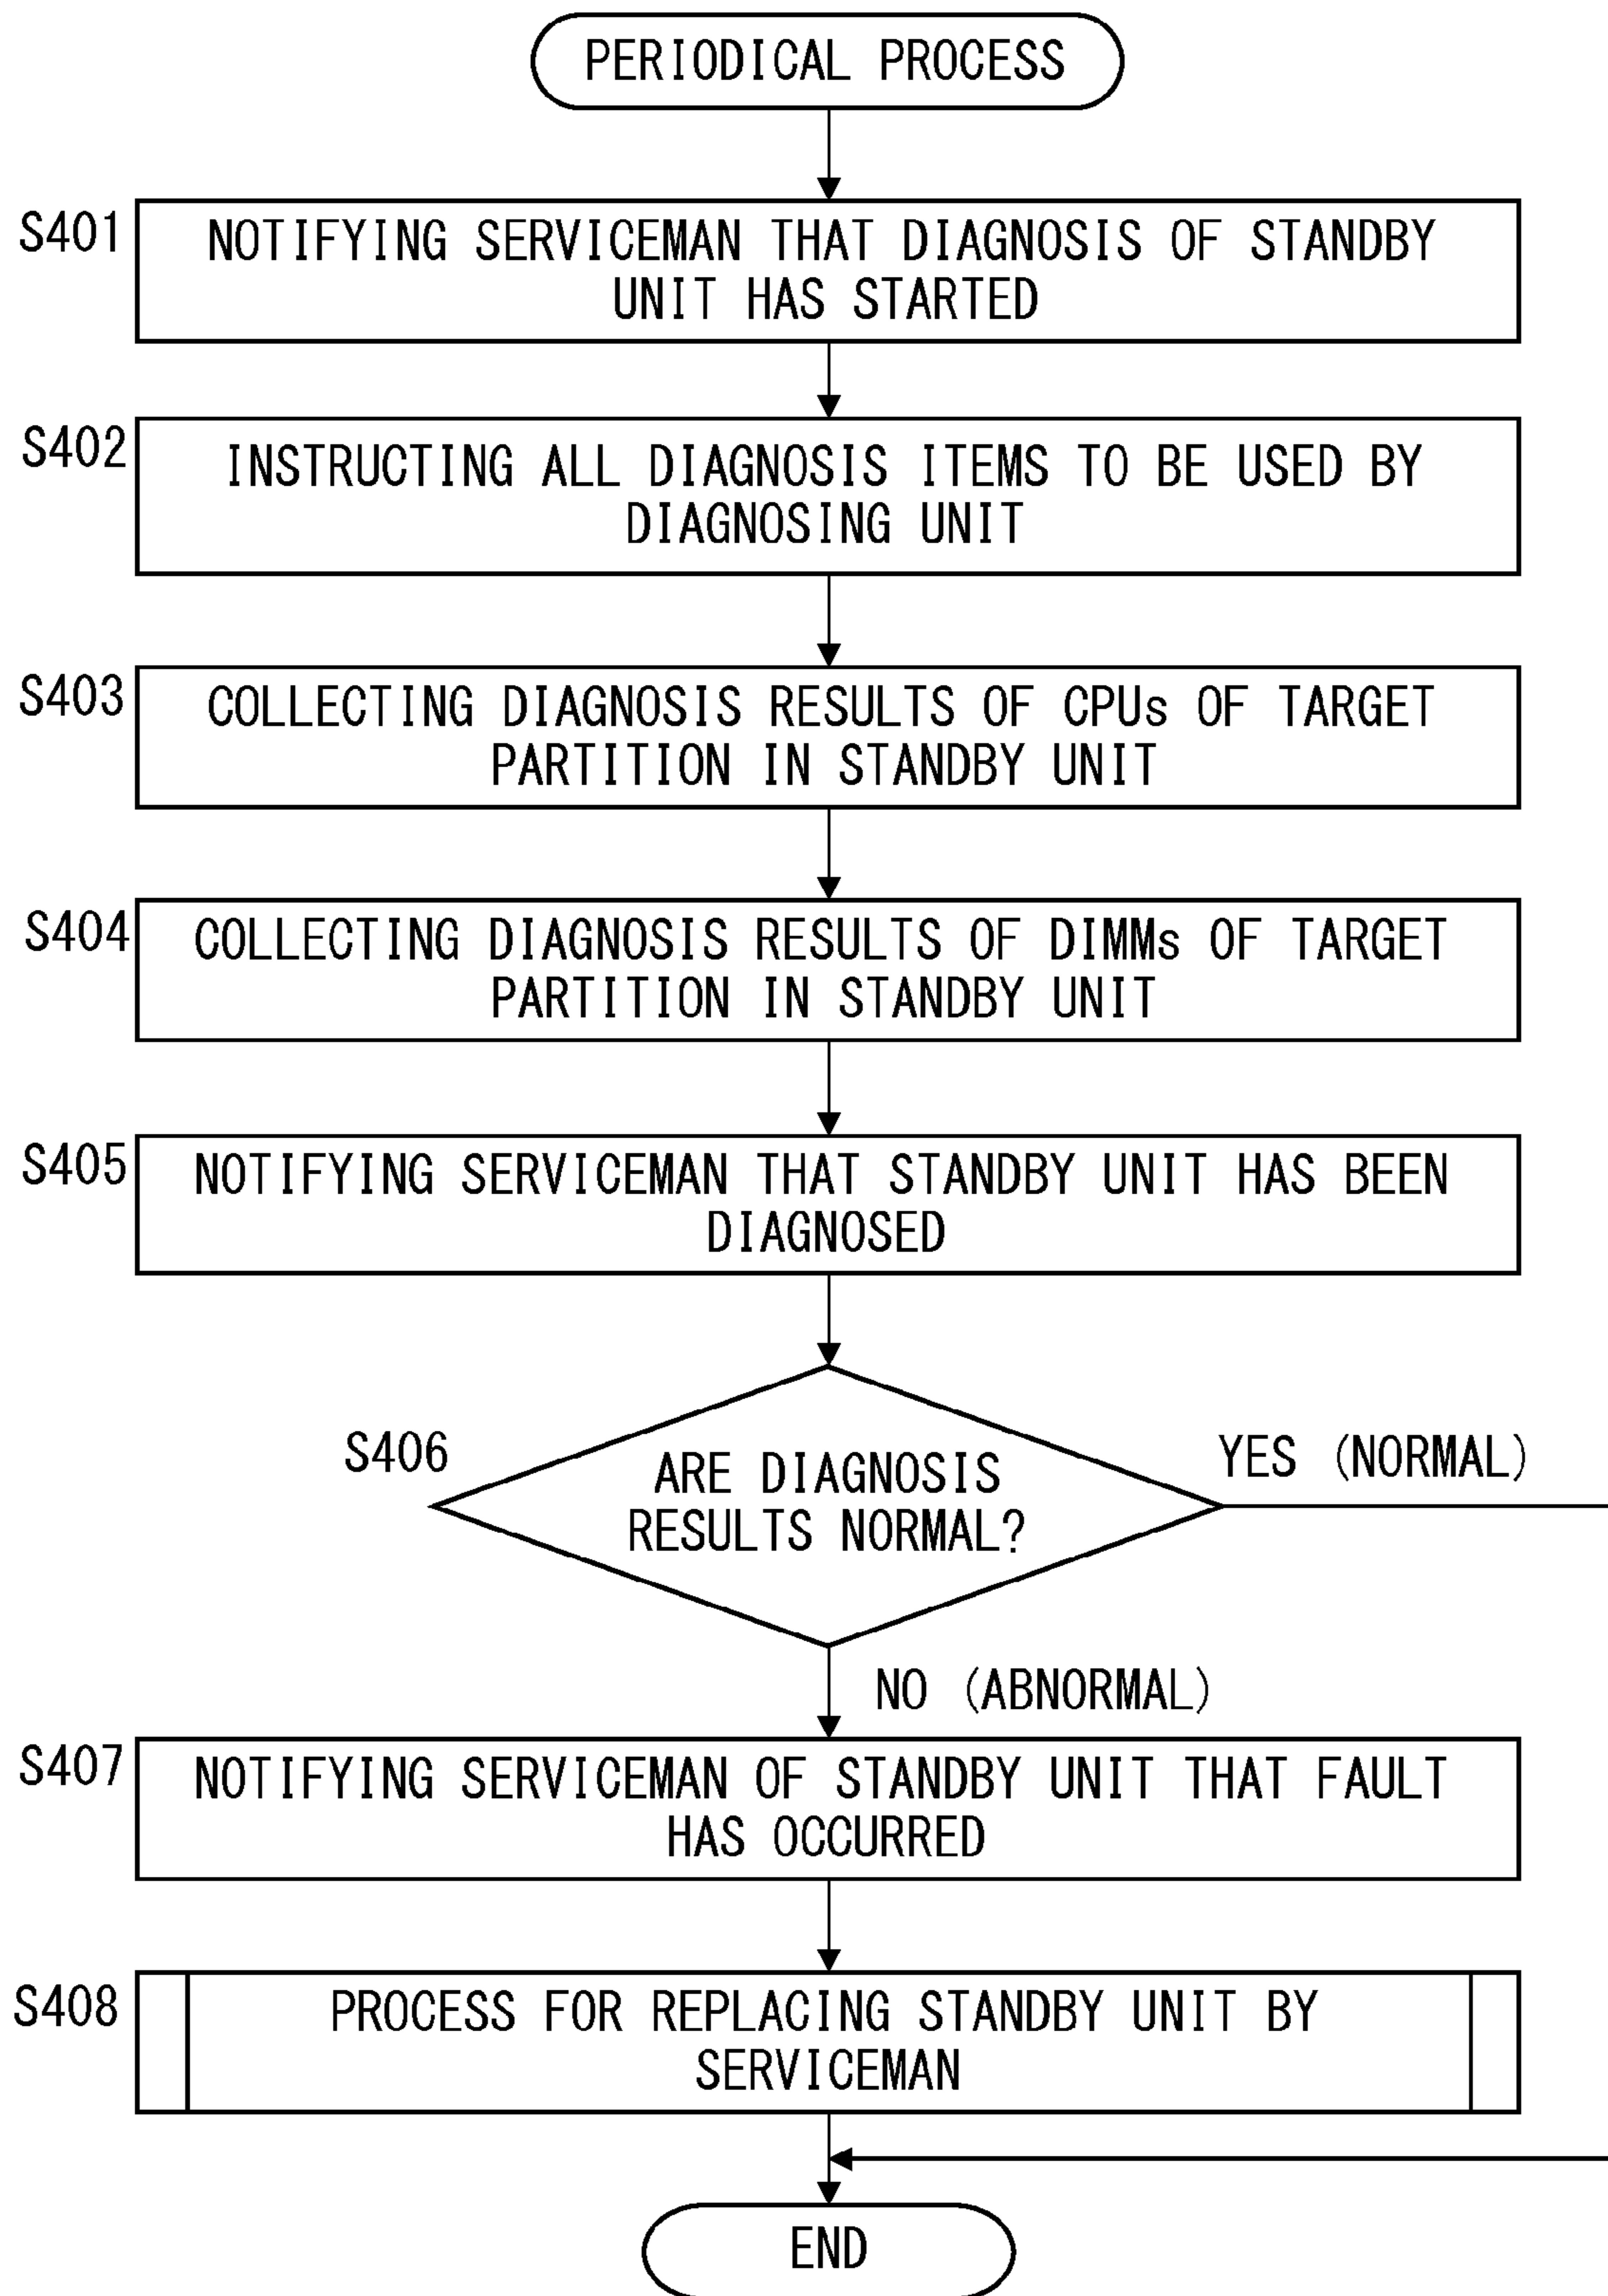 PERIODICAL PROCESS
S401
NOTIFYING SERVICEMAN THAT DIAGNOSIS OF STANDBY
UNIT HAS STARTED
S402
INSTRUCTING ALL DIAGNOSIS ITEMS TO BE USED BY
DIAGNOSING UNIT
S403
COLLECTING DIAGNOSIS RESULTS OF CPUs OF TARGET
PARTITION IN STANDBY UNIT
S404
COLLECTING DIAGNOSIS RESULTS OF DIMMs OF TARGET
PARTITION IN STANDBY UNIT
S405
NOTIFYING SERVICEMAN THAT STANDBY UNIT HAS BEEN
DIAGNOSED
S406
ARE DIAGNOSIS
RESULTS NORMAL?
YES (NORMAL)
NO (ABNORMAL)
S407
NOTIFYING SERVICEMAN OF STANDBY UNIT THAT FAULT
HAS OCCURRED
S408
PROCESS FOR REPLACING STANDBY UNIT BY
SERVICEMAN
END